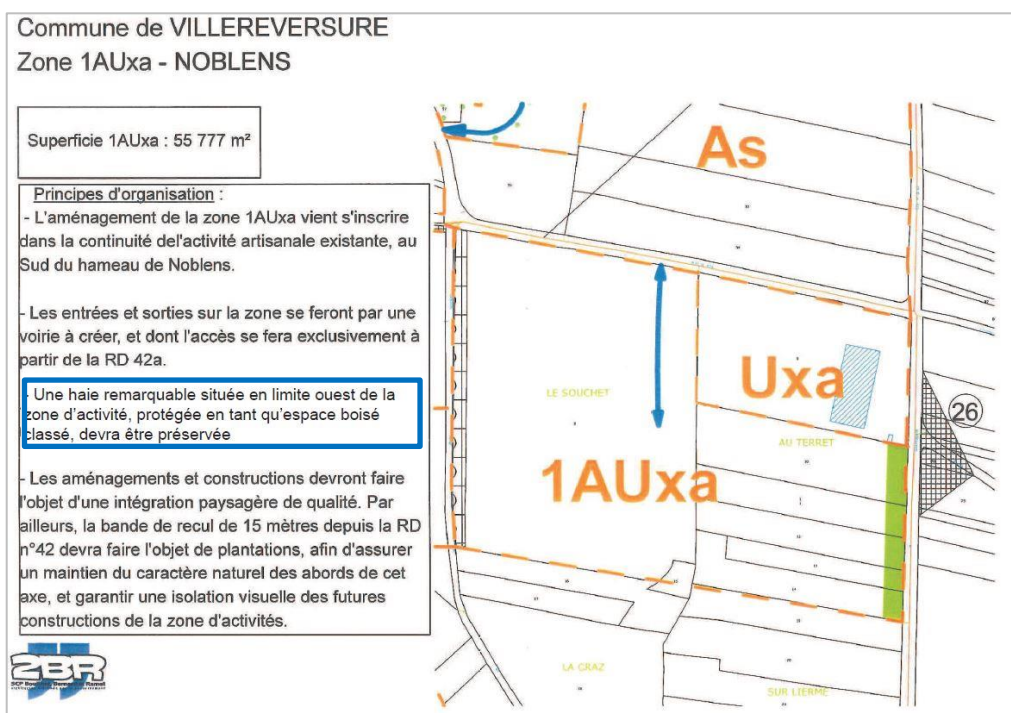 Commune de VILLEREVERSURE
Zone 1AUxa - NOBLENS
Superficie 1AUxa : 55 777 m²
Principes d'organisation :
- L'aménagement de la zone 1AUxa vient s'inscrire
dans la continuité del'activité artisanale existante, au
Sud du hameau de Noblens.
- Les entrées et sorties sur la zone se feront par une
voirie à créer, et dont l'accès se fera exclusivement à
partir de la RD 42a.
- Une haie remarquable située en limite ouest de la
zone d'activité, protégée en tant qu'espace boisé
classé, devra être préservée
- Les aménagements et constructions devront faire
l'objet d'une intégration paysagère de qualité. Par
ailleurs, la bande de recul de 15 mètres depuis la RD
n°42 devra faire l'objet de plantations, afin d'assurer
un maintien du caractère naturel des abords de cet
axe, et garantir une isolation visuelle des futures
constructions de la zone d'activités.
2BR
As
Uxa
LE SOUCHET
26
AU TERRET
1AUxa
LA CRAZ
SUR LIERME